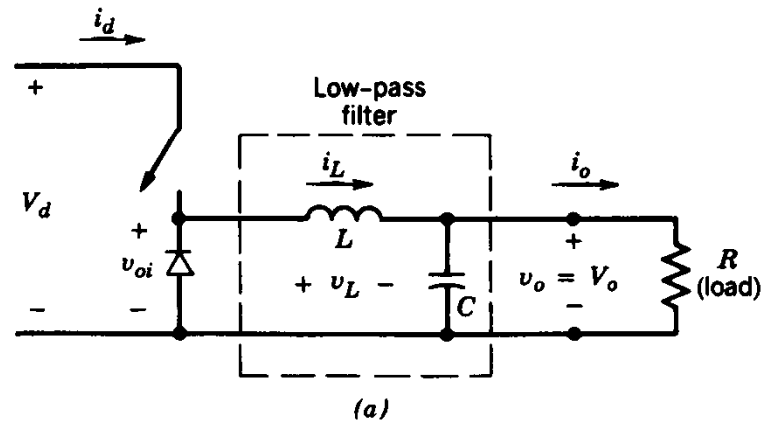 i_d
+
Low-pass
filter
i_L
i_o
V_d
+
v_oi
L
+ v_L −
C
+
v_o = V_o
−
R
(load)
−
−
(a)